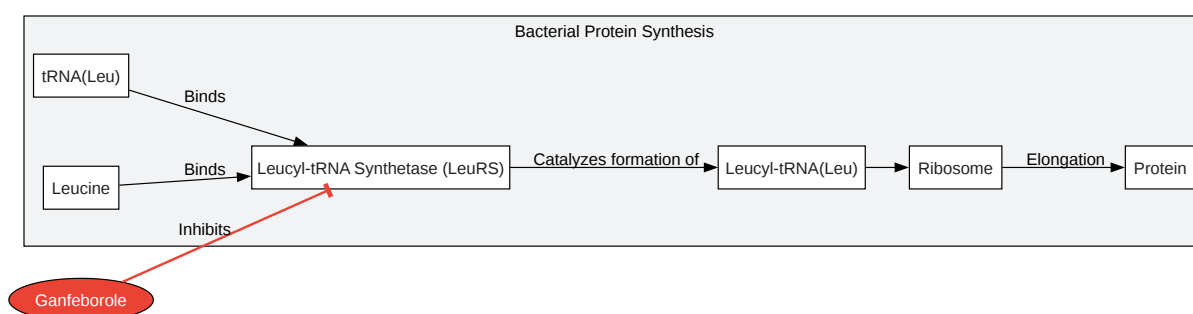 Bacterial Protein Synthesis
tRNA(Leu)
Binds
Leucine
Binds
Leucyl-tRNA Synthetase (LeuRS)
Catalyzes formation of
Leucyl-tRNA(Leu)
Ribosome
Elongation
Protein
Inhibits
Ganfeborole